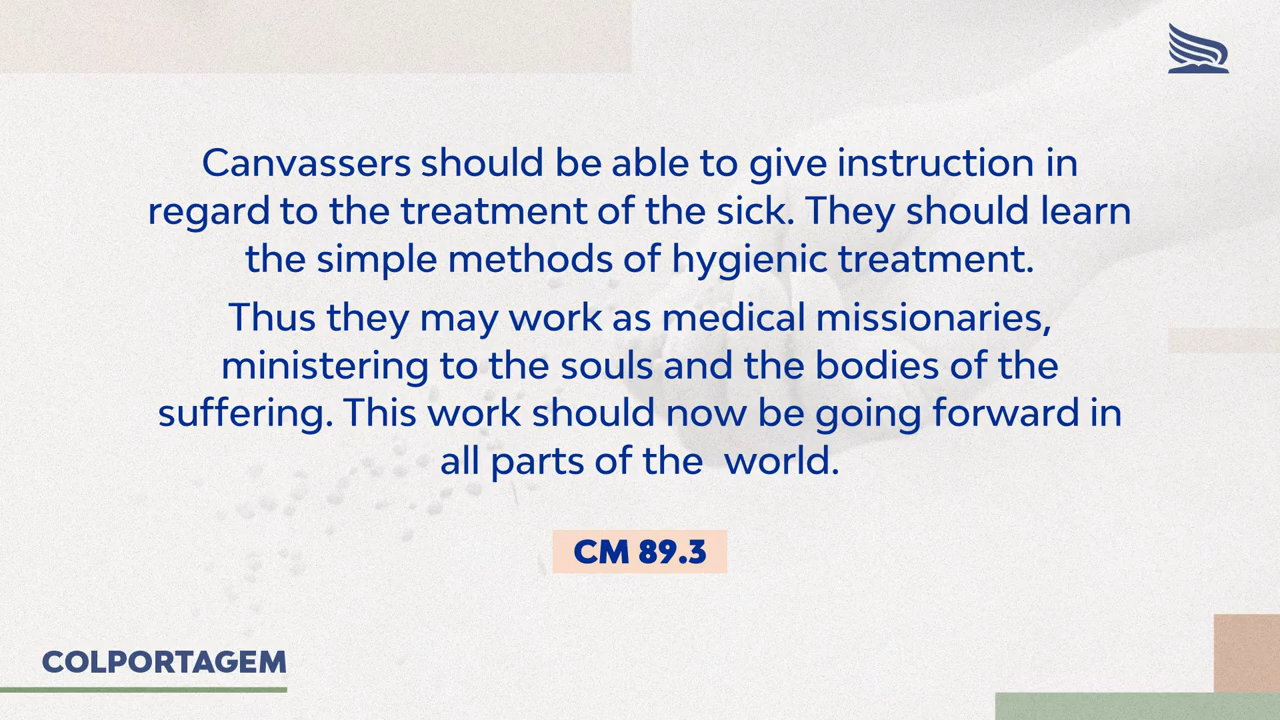 Canvassers should be able to give instruction in
regard to the treatment of the sick. They should learn
the simple methods of hygienic treatment.
Thus they may work as medical missionaries,
ministering to the souls and the bodies of the
suffering. This work should now be going forward in
all parts of the  world.
CM 89.3
COLPORTAGEM